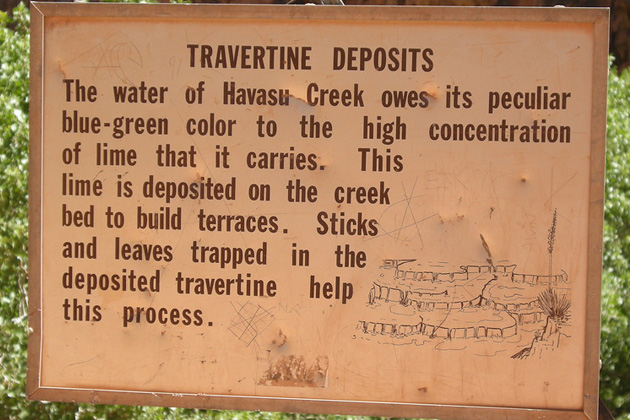 TRAVERTINE DEPOSITS
The water of Havasu Creek owes its peculiar
blue-green color to the high concentration
of lime that it carries. This
lime is deposited on the creek
bed to build terraces. Sticks
and leaves trapped in the
deposited travertine help
this process.